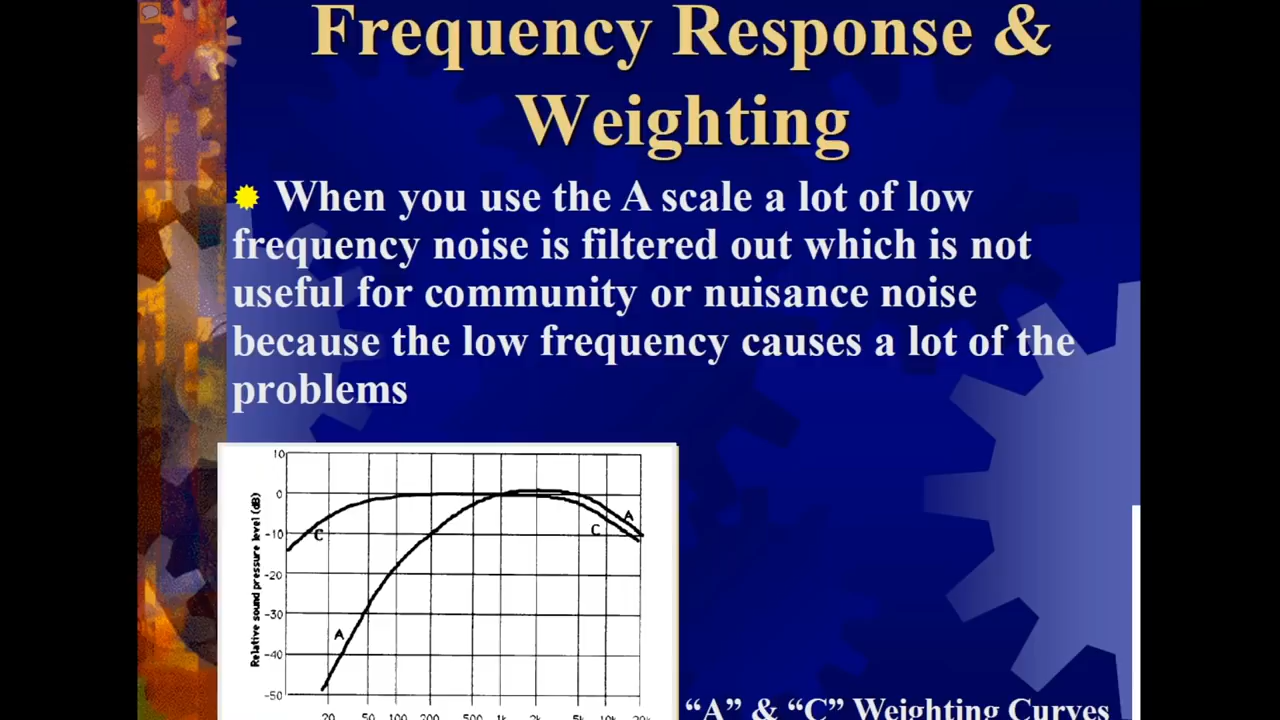 Frequency Response &
Weighting
When you use the A scale a lot of low
frequency noise is filtered out which is not
useful for community or nuisance noise
because the low frequency causes a lot of the
problems
10
0
-10
-20
-30
-40
-50
Relative sound pressure level (dB)
C
A
A
C
20 50 100 200 500 1k 2k 5k 10k 20k
“A” & “C” Weighting Curves